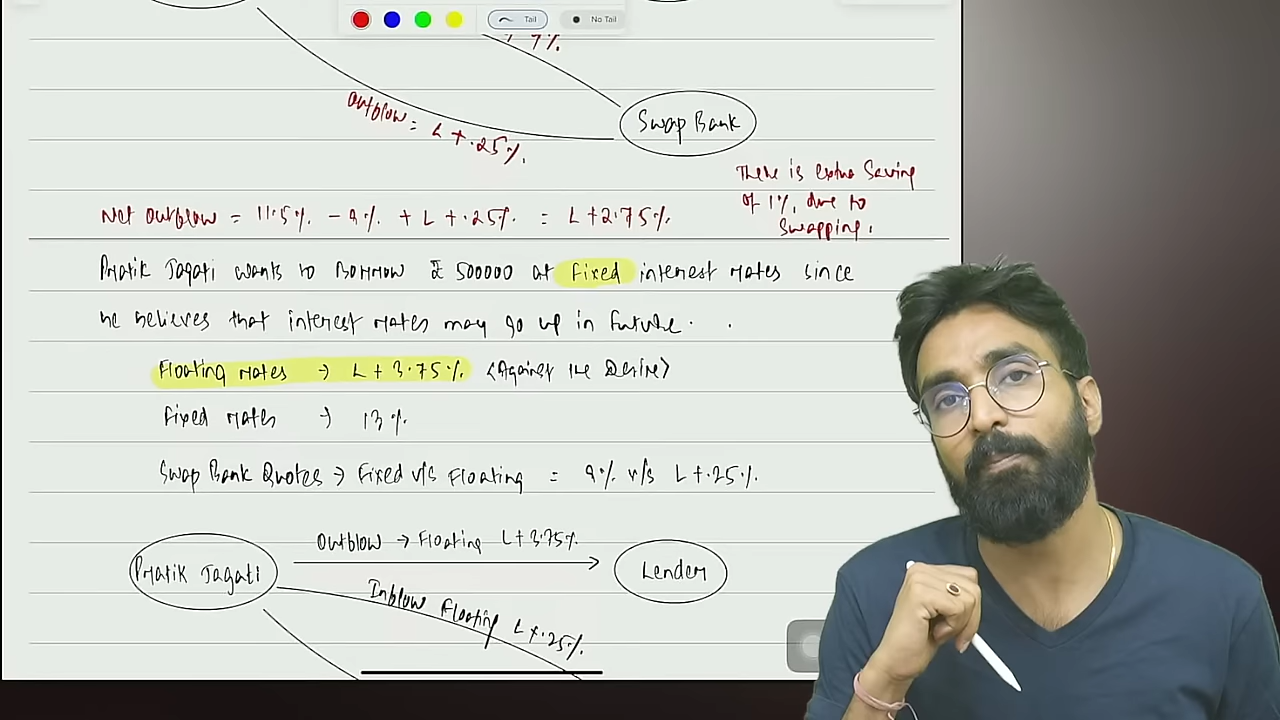 Tail
No Tail
7%
Outflow = L + .25%
Swap Bank
There is extra Saving
of 1% due to
Swapping.
Net Outflow = 11.5% - 9% + L + .25% = L + 2.75%
Pratik Jagati wants to Borrow ₹ 500000 at fixed interest rates since
he believes that interest rates may go up in future.
Floating rates → L + 3.75% (Against the Desire)
Fixed rates → 13%
Swap Bank Quotes → Fixed v/s Floating = 9% v/s L + .25%
Outflow → Floating L + 3.75%
Pratik Jagati
Lender
Inflow Floating L + .25%